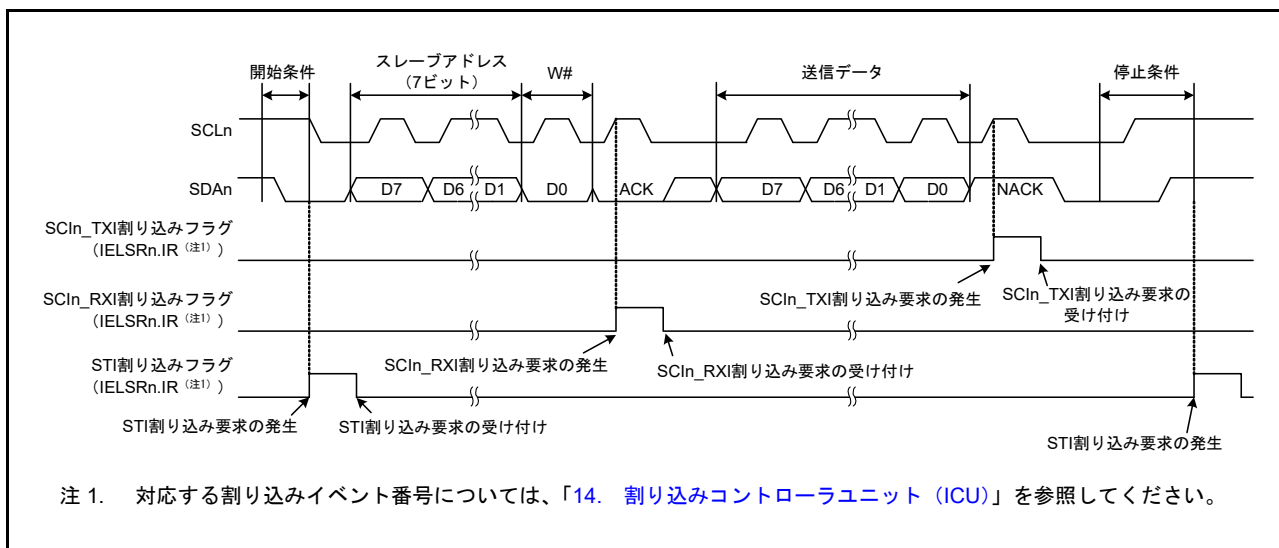 開始条件
スレーブアドレス
（7ビット）
W#
送信データ
停止条件
SCLn
SDAn
D7
D6
D1
D0
ACK
D7
D6
D1
D0
NACK
SCIn_TXI割り込みフラグ
（IELSRn.IR（注1））
SCIn_TXI割り込み要求の発生
SCIn_TXI割り込み要求の
受け付け
SCIn_RXI割り込みフラグ
（IELSRn.IR（注1））
SCIn_RXI割り込み要求の発生
SCIn_RXI割り込み要求の受け付け
STI割り込みフラグ
（IELSRn.IR（注1））
STI割り込み要求の発生
STI割り込み要求の受け付け
STI割り込み要求の発生
注 1. 対応する割り込みイベント番号については、「14. 割り込みコントローラユニット（ICU）」を参照してください。